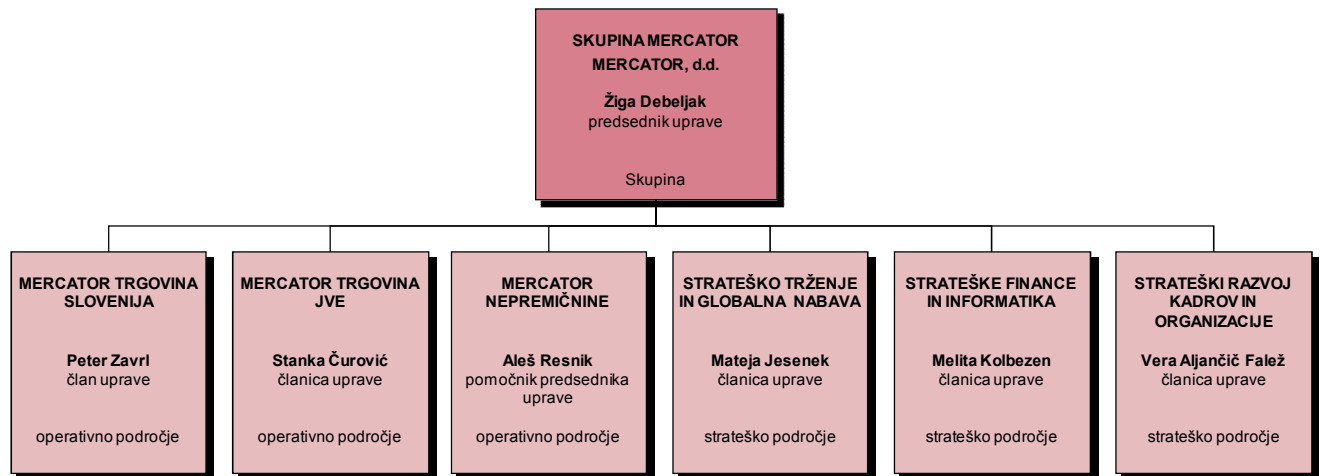 SKUPINA MERCATOR
MERCATOR, d.d.
Žiga Debeljak
predsednik uprave
Skupina
MERCATOR TRGOVINA
SLOVENIJA
Peter Zavrl
član uprave
operativno področje
MERCATOR TRGOVINA
JVE
Stanka Čurović
članica uprave
operativno področje
MERCATOR
NEPREMIČNINE
Aleš Resnik
pomočnik predsednika
uprave
operativno področje
STRATEŠKO TRŽENJE
IN GLOBALNA NABAVA
Mateja Jesenek
članica uprave
strateško področje
STRATEŠKE FINANCE
IN INFORMATIKA
Melita Kolbezen
članica uprave
strateško področje
STRATEŠKI RAZVOJ
KADROV IN
ORGANIZACIJE
Vera Aljančič Falež
članica uprave
strateško področje